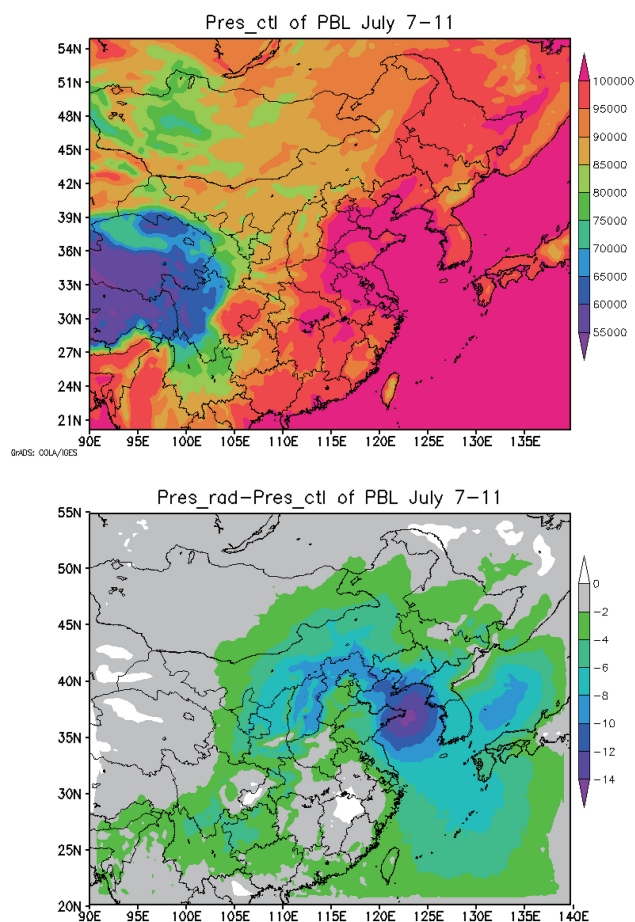 Pres_ctl of PBL July 7-11
54N
51N
48N
45N
42N
39N
36N
33N
30N
27N
24N
21N
90E 95E 100E 105E 110E 115E 120E 125E 130E 135E
100000
95000
90000
85000
80000
75000
70000
65000
60000
55000
GrADS: COLA/IGES
Pres_rad-Pres_ctl of PBL July 7-11
55N
50N
45N
40N
35N
30N
25N
20N
90E 95E 100E 105E 110E 115E 120E 125E 130E 135E 140E
0
-2
-4
-6
-8
-10
-12
-14